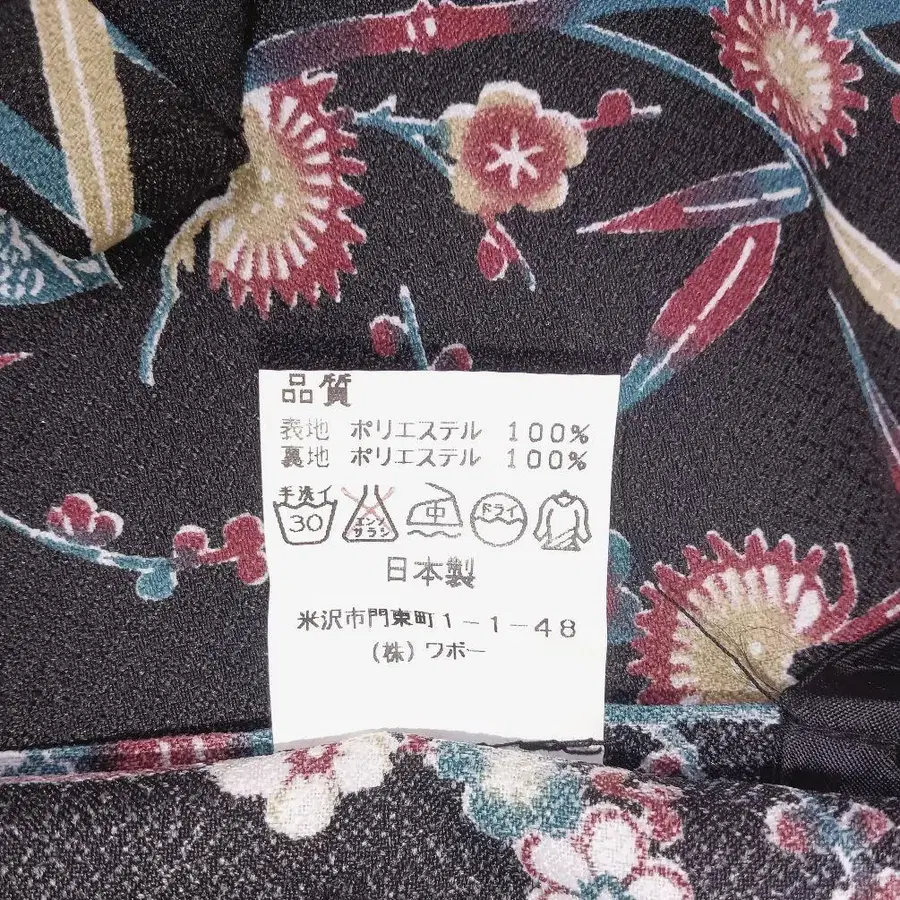 品質
表地 ポリエステル 100%
裏地 ポリエステル 100%
手洗イ 30 エンソ サラシ 中 ドライ
日本製
米沢市門東町1-1-48
(株)ワボー